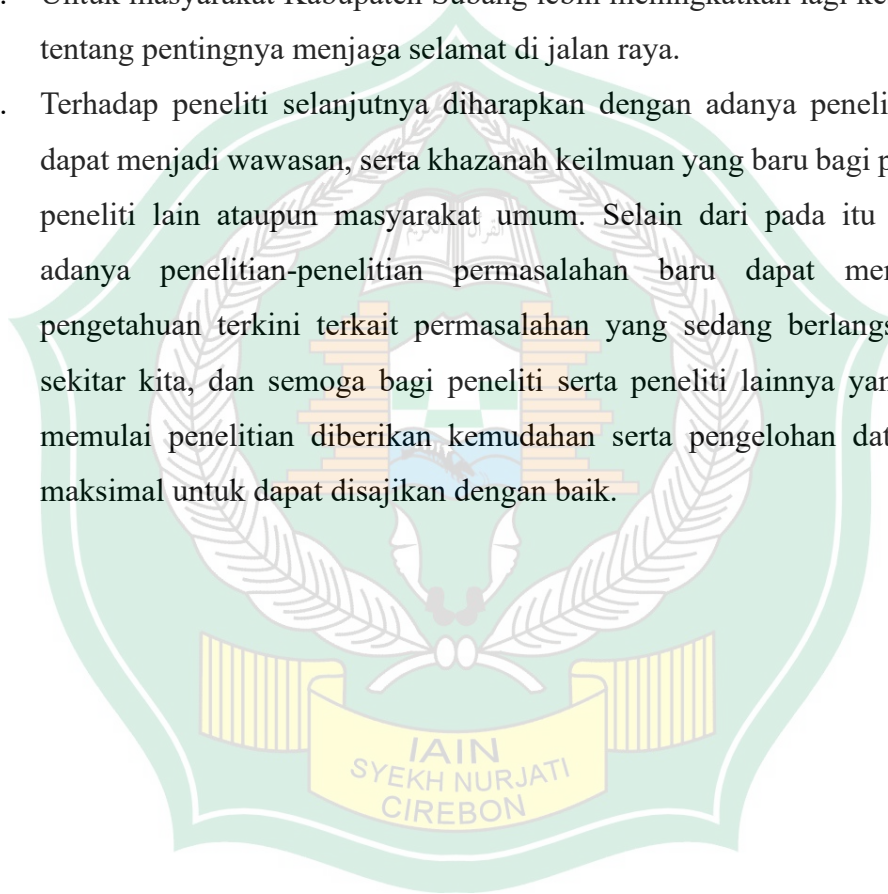 . Untuk masyarakat Kabupaten Subang lebih meningkatkan lagi ke
tentang pentingnya menjaga selamat di jalan raya.
. Terhadap peneliti selanjutnya diharapkan dengan adanya peneli
dapat menjadi wawasan, serta khazanah keilmuan yang baru bagi p
peneliti lain ataupun masyarakat umum. Selain dari pada itu
adanya penelitian-penelitian permasalahan baru dapat mer
pengetahuan terkini terkait permasalahan yang sedang berlangs
sekitar kita, dan semoga bagi peneliti serta peneliti lainnya yan
memulai penelitian diberikan kemudahan serta pengelohan dat
maksimal untuk dapat disajikan dengan baik.
القرآن الكريم
IAIN
SYEKH NURJATI
CIREBON